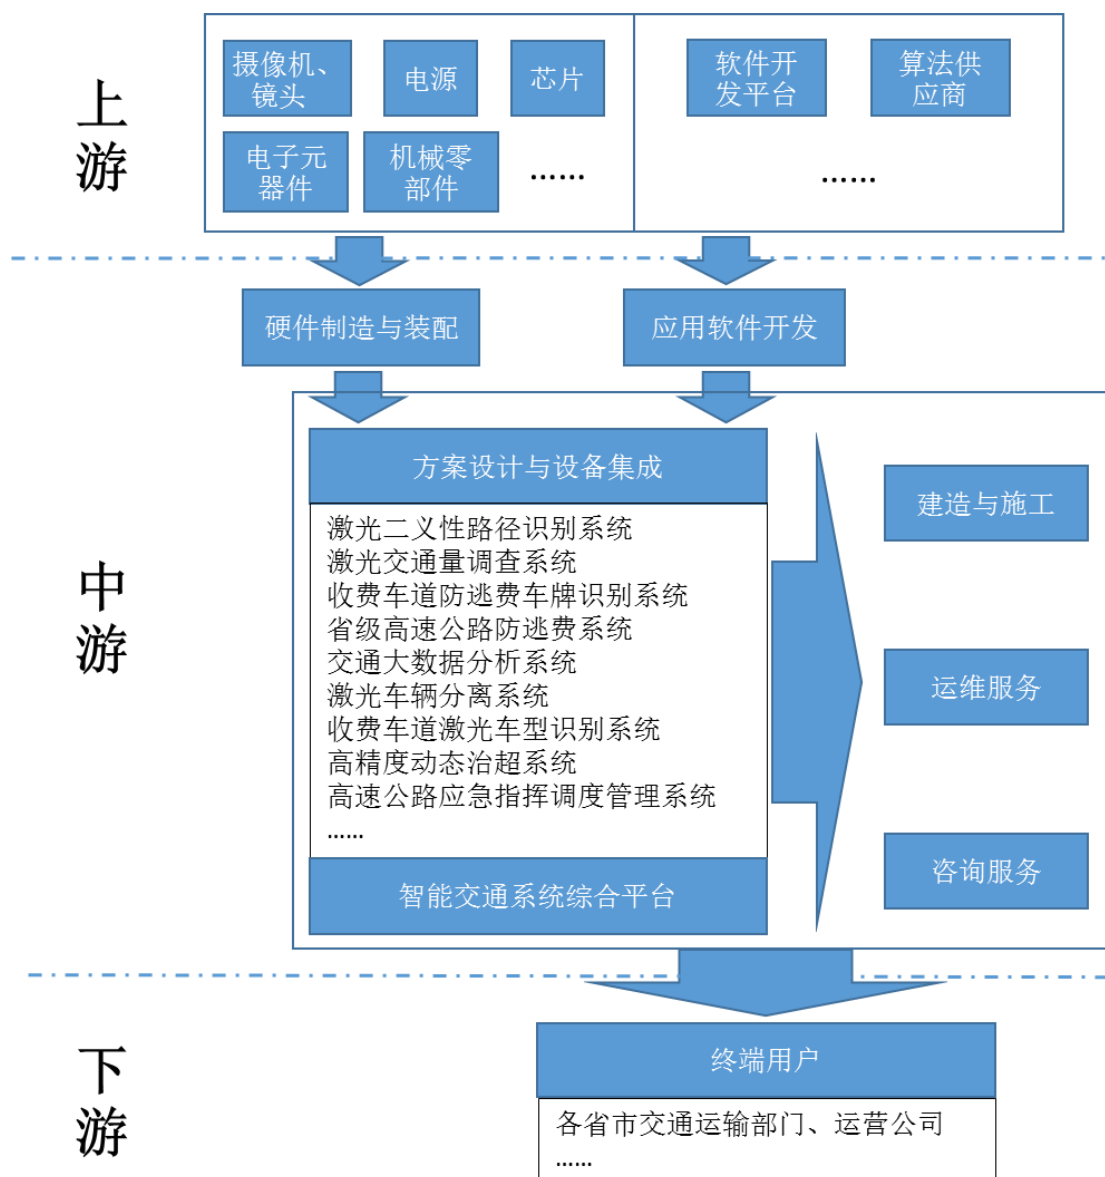 上
游
摄像机、
镜头
电源
芯片
电子元
器件
机械零
部件
……
软件开
发平台
算法供
应商
……
硬件制造与装配
应用软件开发
中
游
方案设计与设备集成
激光二义性路径识别系统
激光交通量调查系统
收费车道防逃费车牌识别系统
省级高速公路防逃费系统
交通大数据分析系统
激光车辆分离系统
收费车道激光车型识别系统
高精度动态治超系统
高速公路应急指挥调度管理系统
……
智能交通系统综合平台
建造与施工
运维服务
咨询服务
下
游
终端用户
各省市交通运输部门、运营公司
……